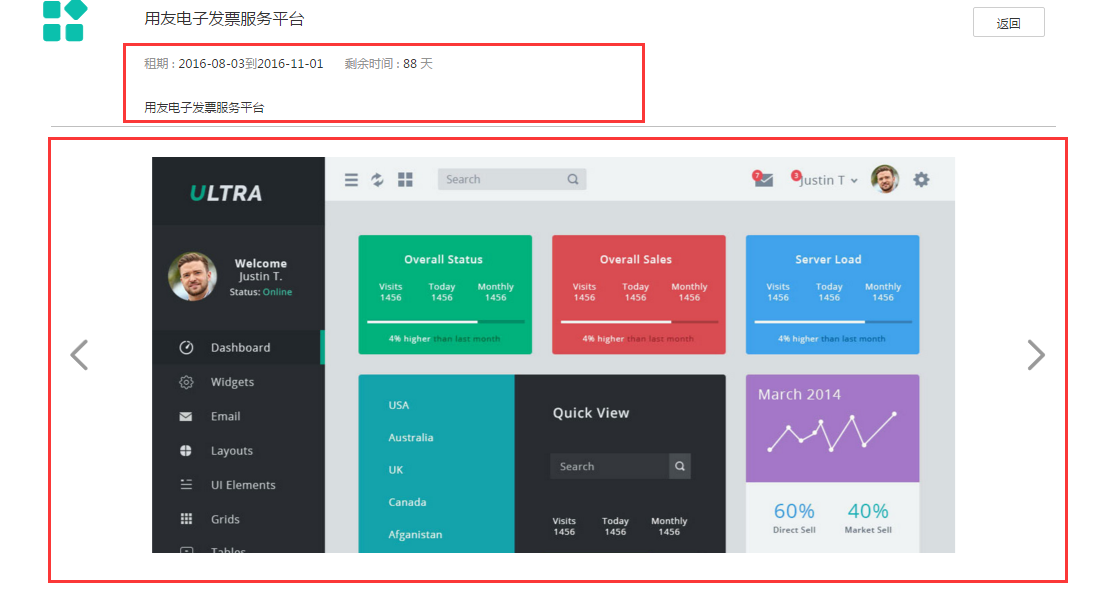 用友电子发票服务平台
返回
租期 : 2016-08-03到2016-11-01 剩余时间 : 88 天
用友电子发票服务平台
ULTRA
Search
7
3
Justin T
Welcome
Justin T.
Status: Online
Overall Status
Visits Today Monthly
1456 1456 1456
4% higher than last month
Overall Sales
Visits Today Monthly
1456 1456 1456
4% higher than last month
Server Load
Visits Today Monthly
1456 1456 1456
4% higher than last month
Dashboard
Widgets
Email
Layouts
UI Elements
Grids
Tables
USA
Australia
UK
Canada
Afganistan
Quick View
Search
Visits Today Monthly
1456 1456 1456
March 2014
60% 40%
Direct Sell Market Sell